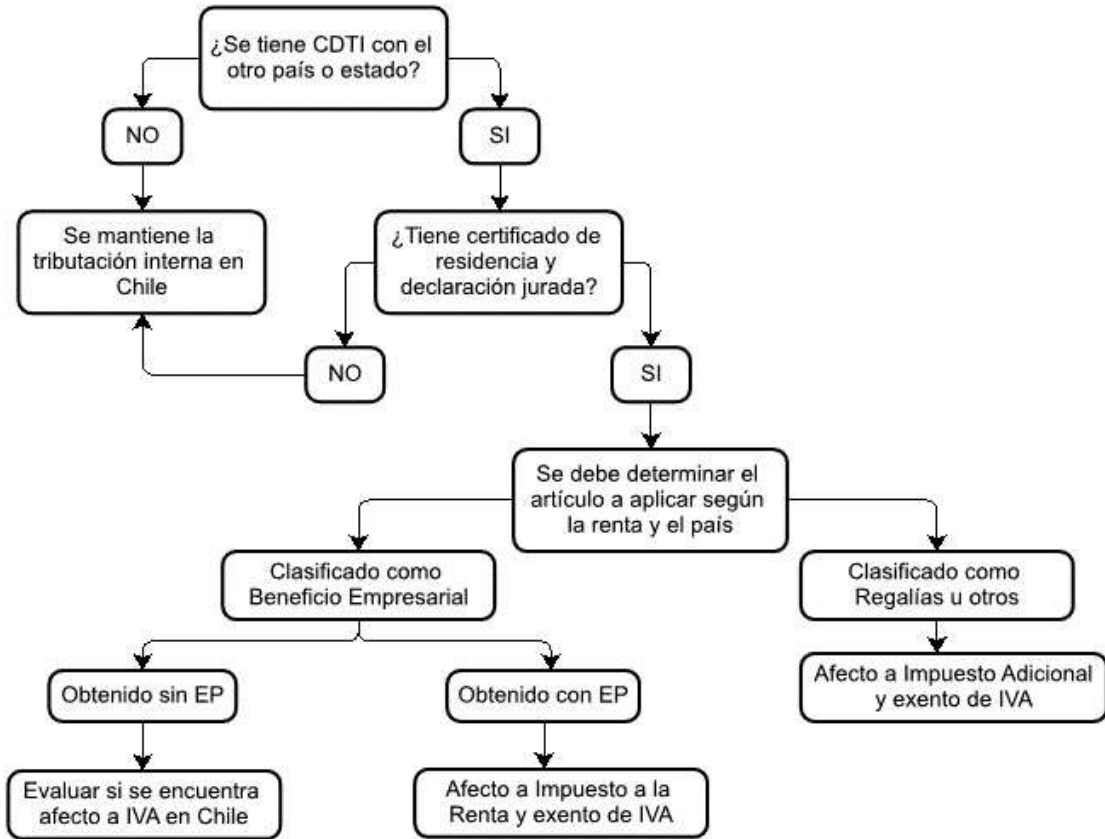 ¿Se tiene CDTI con el
otro país o estado?
NO
SI
Se mantiene la
tributación interna en
Chile
¿Tiene certificado de
residencia y
declaración jurada?
NO
SI
Se debe determinar el
artículo a aplicar según
la renta y el país
Clasificado como
Beneficio Empresarial
Clasificado como
Regalías u otros
Obtenido sin EP
Obtenido con EP
Afecto a Impuesto Adicional
y exento de IVA
Evaluar si se encuentra
afecto a IVA en Chile
Afecto a Impuesto a la
Renta y exento de IVA